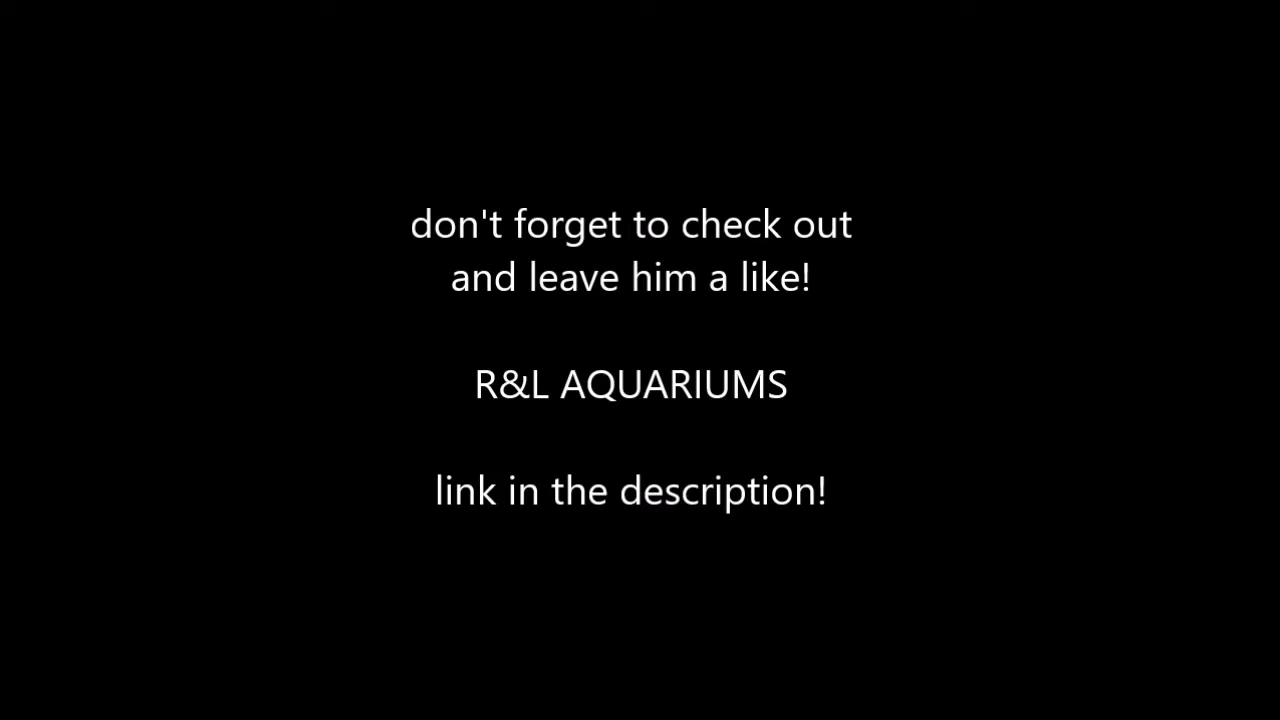 don't forget to check out
and leave him a like!
R&L AQUARIUMS
link in the description!